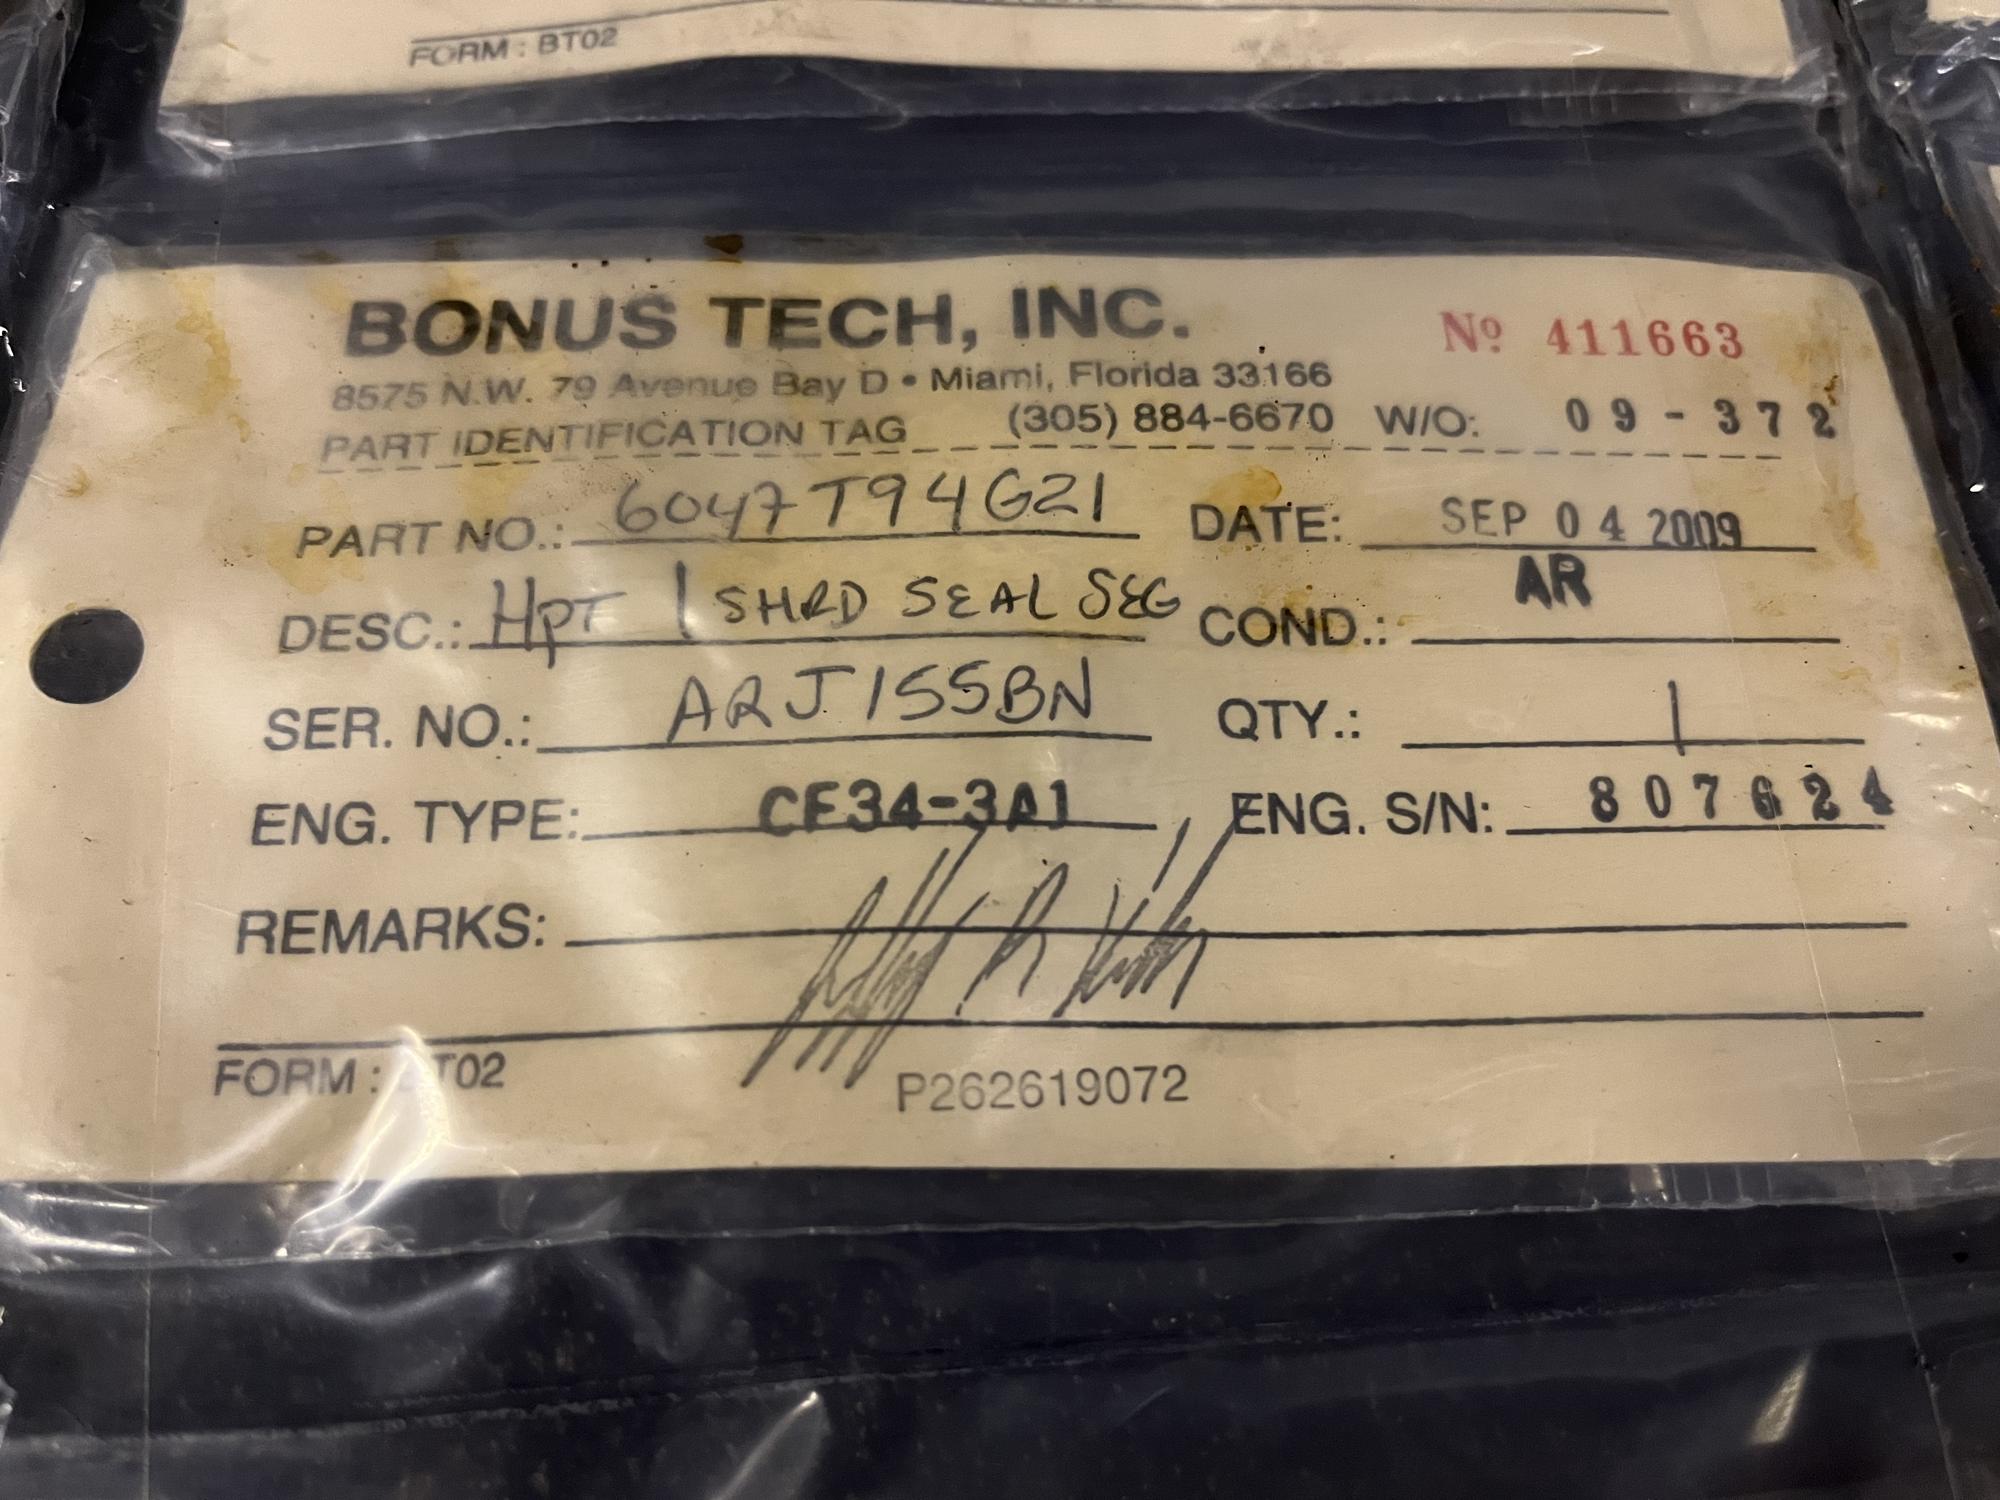 FORM : BT02
BONUS TECH, INC.
Nº 411663
8575 N.W. 79 Avenue Bay D • Miami, Florida 33166
PART IDENTIFICATION TAG (305) 884-6670 W/O: 09-372
PART NO.: 6047T94G21 DATE: SEP 04 2009
DESC.: HPT 1 SHRD SEAL SEG COND.: AR
SER. NO.: ARJ155BN QTY.: 1
ENG. TYPE: CF34-3A1 ENG. S/N: 807624
REMARKS:
FORM : BT02 P262619072